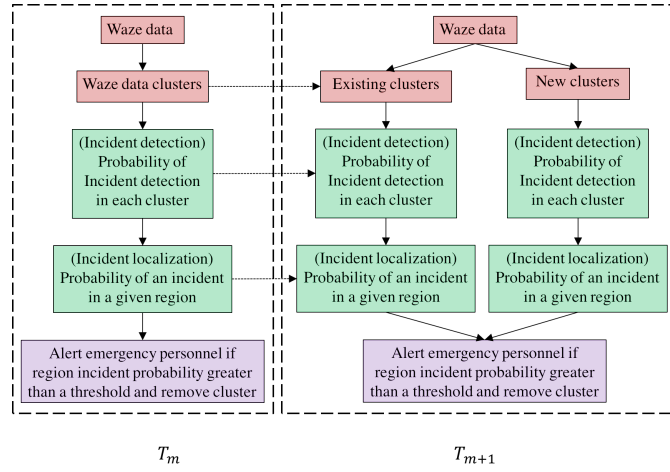 Waze data
Waze data clusters
(Incident detection)
Probability of
Incident detection
in each cluster
(Incident localization)
Probability of an incident
in a given region
Alert emergency personnel if
region incident probability greater
than a threshold and remove cluster
T_m
Waze data
Existing clusters
New clusters
(Incident detection)
Probability of
Incident detection
in each cluster
(Incident detection)
Probability of
Incident detection
in each cluster
(Incident localization)
Probability of an incident
in a given region
(Incident localization)
Probability of an incident
in a given region
Alert emergency personnel if
region incident probability greater
than a threshold and remove cluster
T_{m+1}